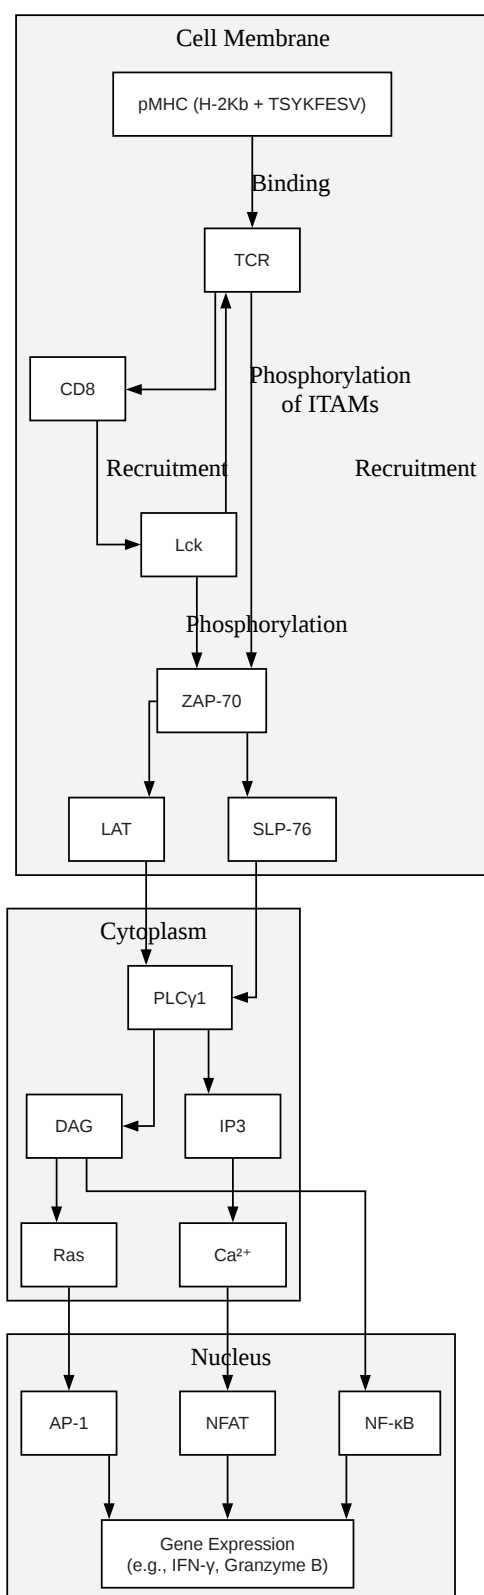 Cell Membrane
pMHC (H-2Kb + TSYKFESV)
Binding
TCR
CD8
Phosphorylation
of ITAMs
Recruitment
Recruitment
Lck
Phosphorylation
ZAP-70
LAT
SLP-76
Cytoplasm
PLCγ1
DAG
IP3
Ras
Ca²⁺
Nucleus
AP-1
NFAT
NF-κB
Gene Expression
(e.g., IFN-γ, Granzyme B)